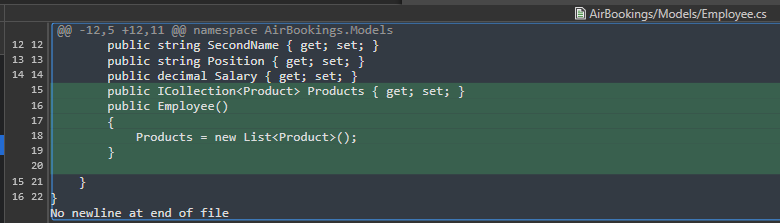 AirBookings/Models/Employee.cs
@@ -12,5 +12,11 @@ namespace AirBookings.Models
12 12 public string SecondName { get; set; }
13 13 public string Position { get; set; }
14 14 public decimal Salary { get; set; }
15 public ICollection<Product> Products { get; set; }
16 public Employee()
17 {
18 Products = new List<Product>();
19 }
20
15 21 }
16 22 }
No newline at end of file